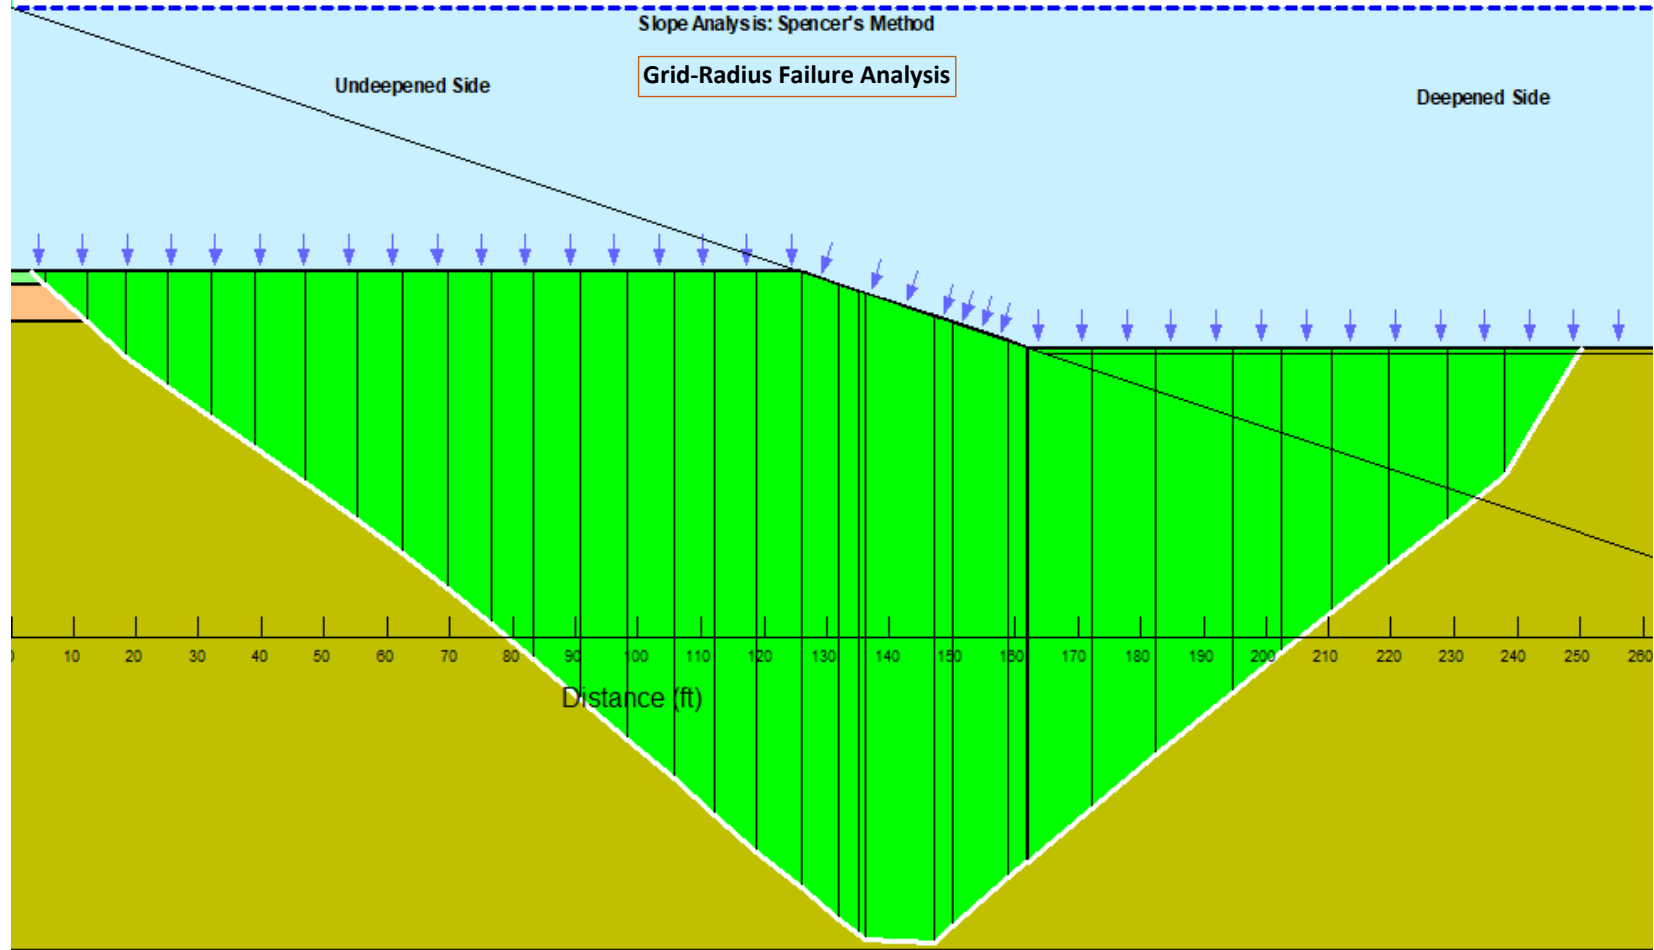 Slope Analysis: Spencer's Method
Grid-Radius Failure Analysis
Undeepened Side
Deepened Side
0 10 20 30 40 50 60 70 80 90 100 110 120 130 140 150 160 170 180 190 200 210 220 230 240 250 260
Distance (ft)